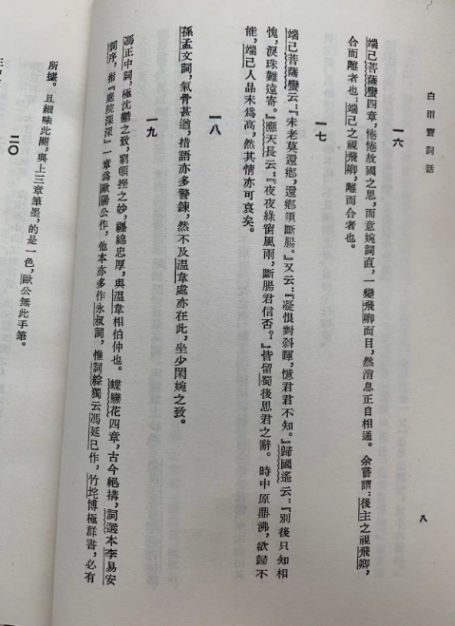 白雨齋詞話
八
一六
端己菩薩蠻四章，惓惓故國之思，而意婉詞直，一變飛卿面目，然消息正自相通。余嘗謂：後主之視飛卿，
合而離者也；端己之視飛卿，離而合者也。
一七
端己菩薩蠻云：『未老莫還鄉，還鄉須斷腸。』又云：『凝恨對斜暉，憶君君不知。』歸國遙云：『別後只知相
愧，淚珠難遠寄。』應天長云：『夜夜綠窗風雨，斷腸君信否？』皆留蜀後思君之辭。時中原鼎沸，欲歸不
能，端己人品未爲高，然其情亦可哀矣。
一八
孫孟文詞，氣骨甚遒，措語亦多警鍊，然不及溫韋處亦在此，坐少閑婉之致。
一九
馮正中詞，極沈鬱之致，窮頓挫之妙，纏綿忠厚，與溫韋相伯仲也。蝶戀花四章，古今絕構，詞選本李易安
詞序，指『庭院深深』一章爲歐陽公作，他本亦多作永叔詞，惟詞綜獨云馮延巳作，竹垞博極群書，必有
所據。且細味此闋，與上三章筆墨，的是一色，歐公無此手筆。
二〇